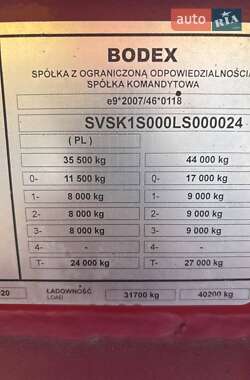 AUTO RIA .com
BODEX
SPÓŁKA Z OGRANICZONĄ ODPOWIEDZIALNOŚCIĄ
SPÓŁKA KOMANDYTOWA
e9*2007/46*0118
SVSK1S000LS000024
(PL)
35 500 kg 44 000 kg
0- 11 500 kg 0- 17 000 kg
1- 8 000 kg 1- 9 000 kg
2- 8 000 kg 2- 9 000 kg
3- 8 000 kg 3- 9 000 kg
4- - 4- -
T- 24 000 kg T- 27 000 kg
20 ŁADOWNOŚĆ LOAD 31700 kg 40200 kg